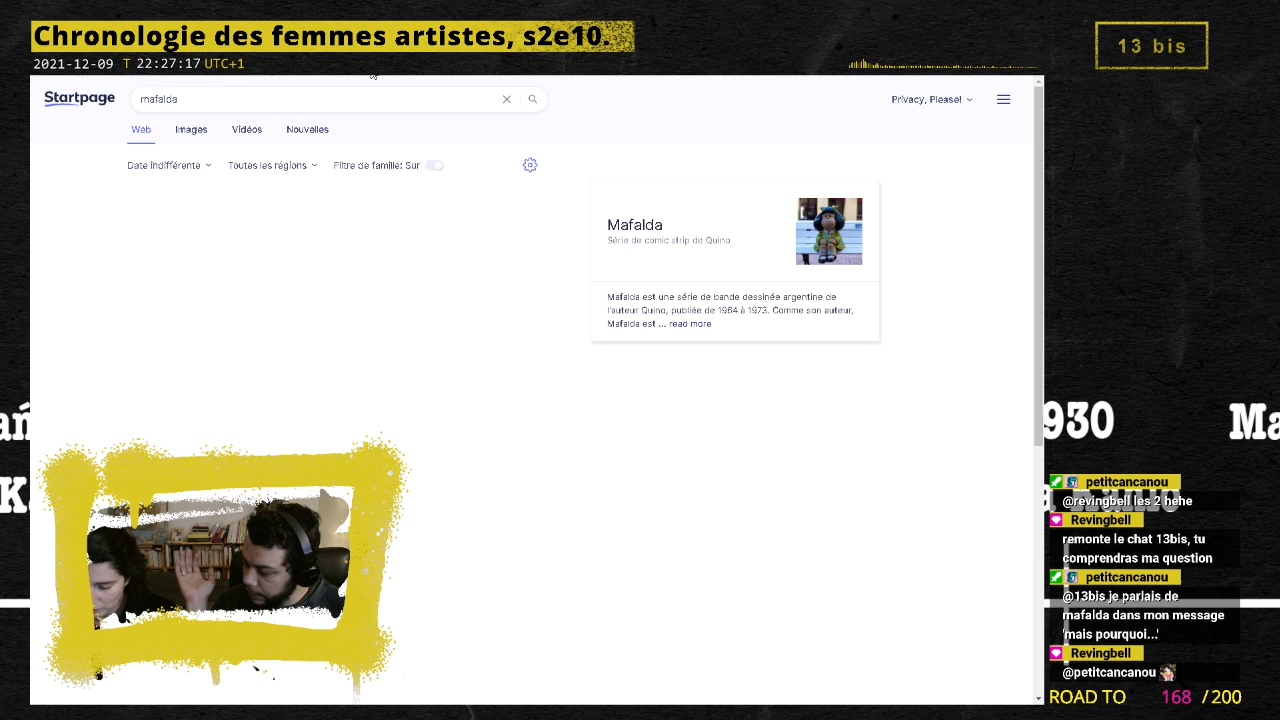 Chronologie des femmes artistes, s2e10.
2021-12-09 T 22:27:17 UTC+1
13 bis
Startpage
mafalda
Privacy, Please!
Web Images Vidéos Nouvelles
Date indifférente Toutes les régions Filtre de famille: Sur
Mafalda
Série de comic strip de Quino
Mafalda est une série de bande dessinée argentine de
l'auteur Quino, publiée de 1964 à 1973. Comme son auteur,
Mafalda est ... read more
930
Ma
petitcancanou
@revingbell les 2 hehe
Revingbell
remonte le chat 13bis, tu
comprendras ma question
petitcancanou
@13bis je parlais de
mafalda dans mon message
'mais pourquoi...'
Revingbell
@petitcancanou
ROAD TO 168 /200